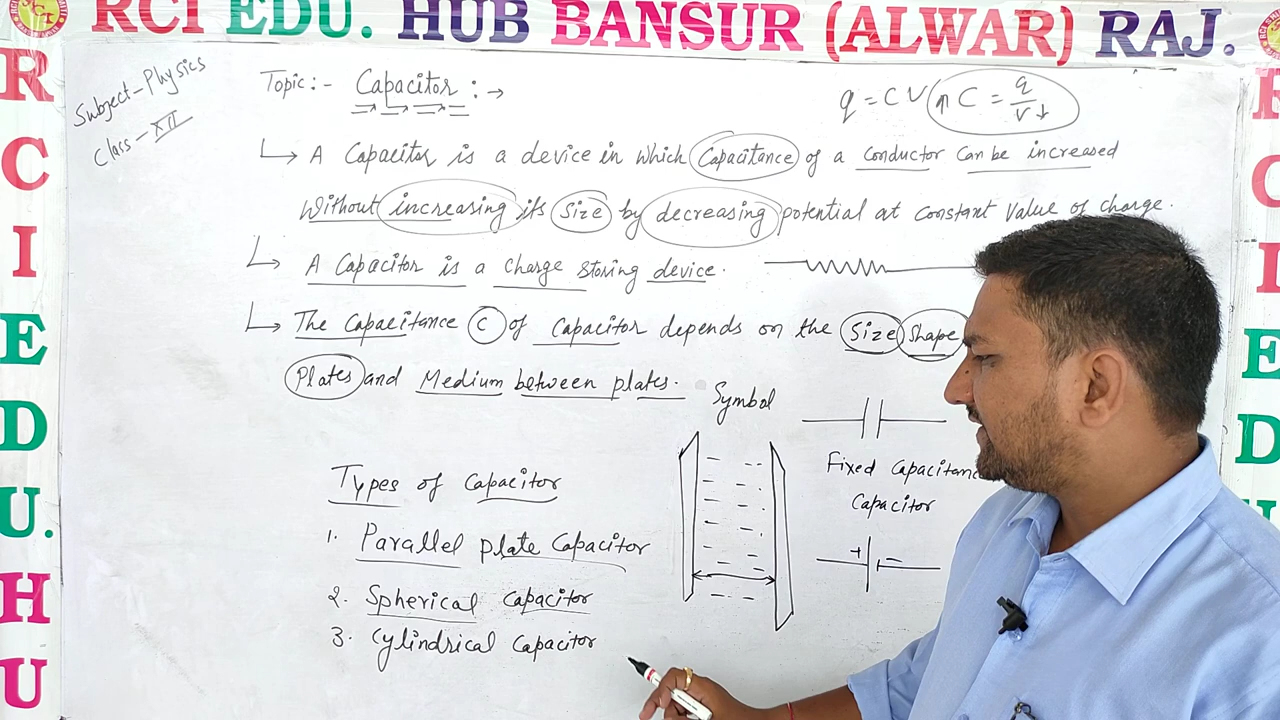 RCI EDU. HUB BANSUR (ALWAR) RAJ.
R
C
I
E
D
U.
H
U
Subject-Physics
Class-XII
Topic:- Capacitor :→
q = CV ↑C = q/V↓
↳ A Capacitor is a device in which Capacitance of a conductor can be increased
without increasing its size by decreasing potential at constant value of charge.
↳ A Capacitor is a charge storing device.
↳ The Capacitance C of Capacitor depends on the Size Shape
Plates and Medium between plates.
Symbol
Fixed Capacitanc
Capacitor
+ -
Types of Capacitor
1. Parallel plate Capacitor
2. Spherical Capacitor
3. Cylindrical Capacitor
R
C
I
E
D